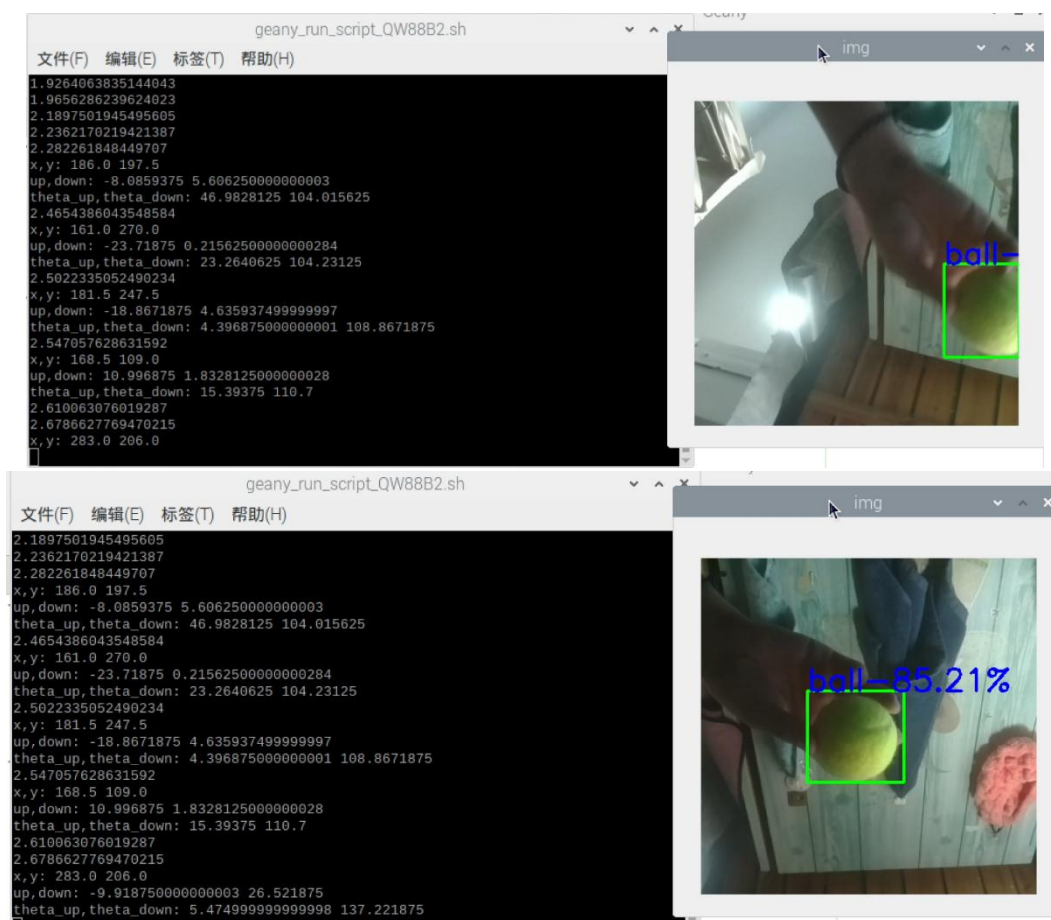 geany_run_script_QW88B2.sh
文件(F) 编辑(E) 标签(T) 帮助(H)
1.9264063835144043
1.9656286239624023
2.1897501945495605
2.2362170219421387
2.282261848449707
x,y: 186.0 197.5
up,down: -8.0859375 5.606250000000003
theta_up,theta_down: 46.9828125 104.015625
2.4654386043548584
x,y: 161.0 270.0
up,down: -23.71875 0.21562500000000284
theta_up,theta_down: 23.2640625 104.23125
2.5022335052490234
x,y: 181.5 247.5
up,down: -18.8671875 4.635937499999997
theta_up,theta_down: 4.396875000000001 108.8671875
2.547057628631592
x,y: 168.5 109.0
up,down: 10.996875 1.8328125000000028
theta_up,theta_down: 15.39375 110.7
2.610063076019287
2.6786627769470215
x,y: 283.0 206.0
img
ball-
geany_run_script_QW88B2.sh
文件(F) 编辑(E) 标签(T) 帮助(H)
2.1897501945495605
2.2362170219421387
2.282261848449707
x,y: 186.0 197.5
up,down: -8.0859375 5.606250000000003
theta_up,theta_down: 46.9828125 104.015625
2.4654386043548584
x,y: 161.0 270.0
up,down: -23.71875 0.21562500000000284
theta_up,theta_down: 23.2640625 104.23125
2.5022335052490234
x,y: 181.5 247.5
up,down: -18.8671875 4.635937499999997
theta_up,theta_down: 4.396875000000001 108.8671875
2.547057628631592
x,y: 168.5 109.0
up,down: 10.996875 1.8328125000000028
theta_up,theta_down: 15.39375 110.7
2.610063076019287
2.6786627769470215
x,y: 283.0 206.0
up,down: -9.918750000000003 26.521875
theta_up,theta_down: 5.474999999999998 137.221875
img
ball-85.21%